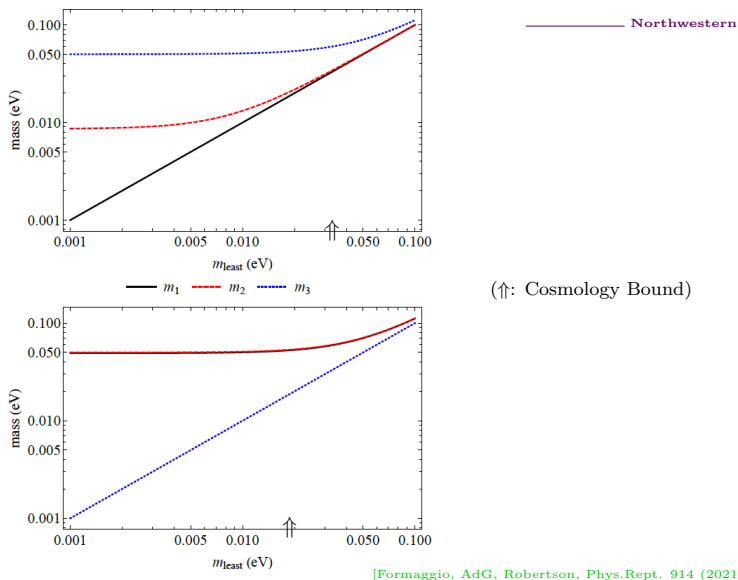 Northwestern
0.100
0.050
0.010
0.005
0.001
mass (eV)
0.001 0.005 0.010 0.050 0.100
⇑
m_least (eV)
m₁ m₂ m₃
(⇑: Cosmology Bound)
0.100
0.050
0.010
0.005
0.001
mass (eV)
0.001 0.005 0.010 0.050 0.100
⇑
m_least (eV)
[Formaggio, AdG, Robertson, Phys.Rept. 914 (2021